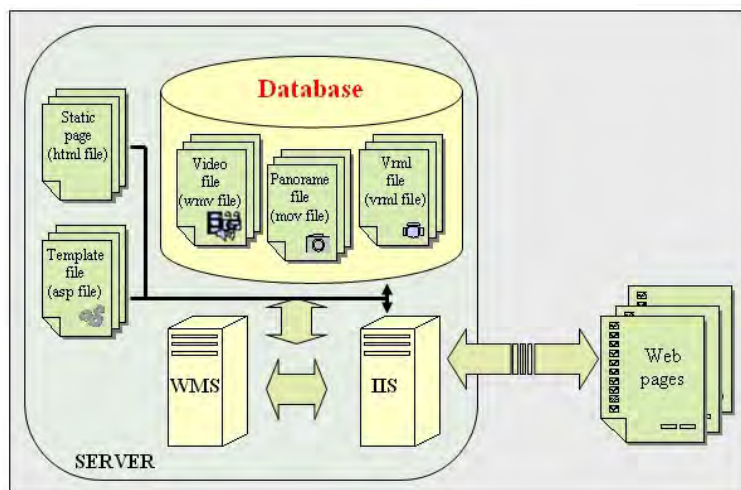 Database
Static
page
(html file)
Video
file
(wmv file)
Panorame
file
(mov file)
Vrml
file
(vrml file)
Template
file
(asp file)
WMS
IIS
Web
pages
SERVER